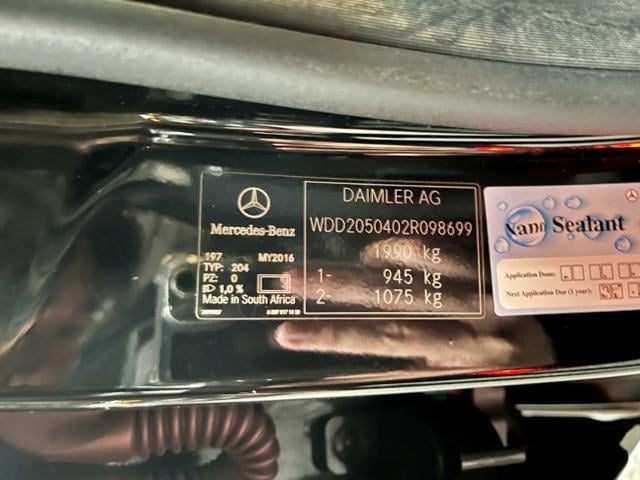 DAIMLER AG
Mercedes-Benz
WDD2050402R098699
197 MY2016
1990 kg
TYP: 204
PZ: 0
1- 945 kg
1,0 %
2- 1075 kg
Made in South Africa
Nano Sealant
Application Done:
Next Application Due (1 year):